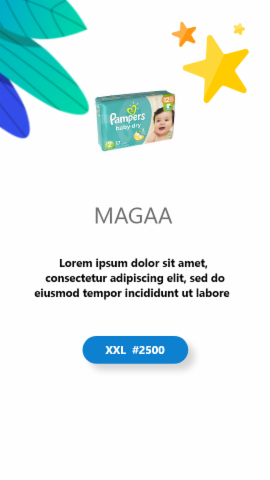 Pampers
baby-dry
MAGAA
Lorem ipsum dolor sit amet,
consectetur adipiscing elit, sed do
eiusmod tempor incididunt ut labore
XXL #2500